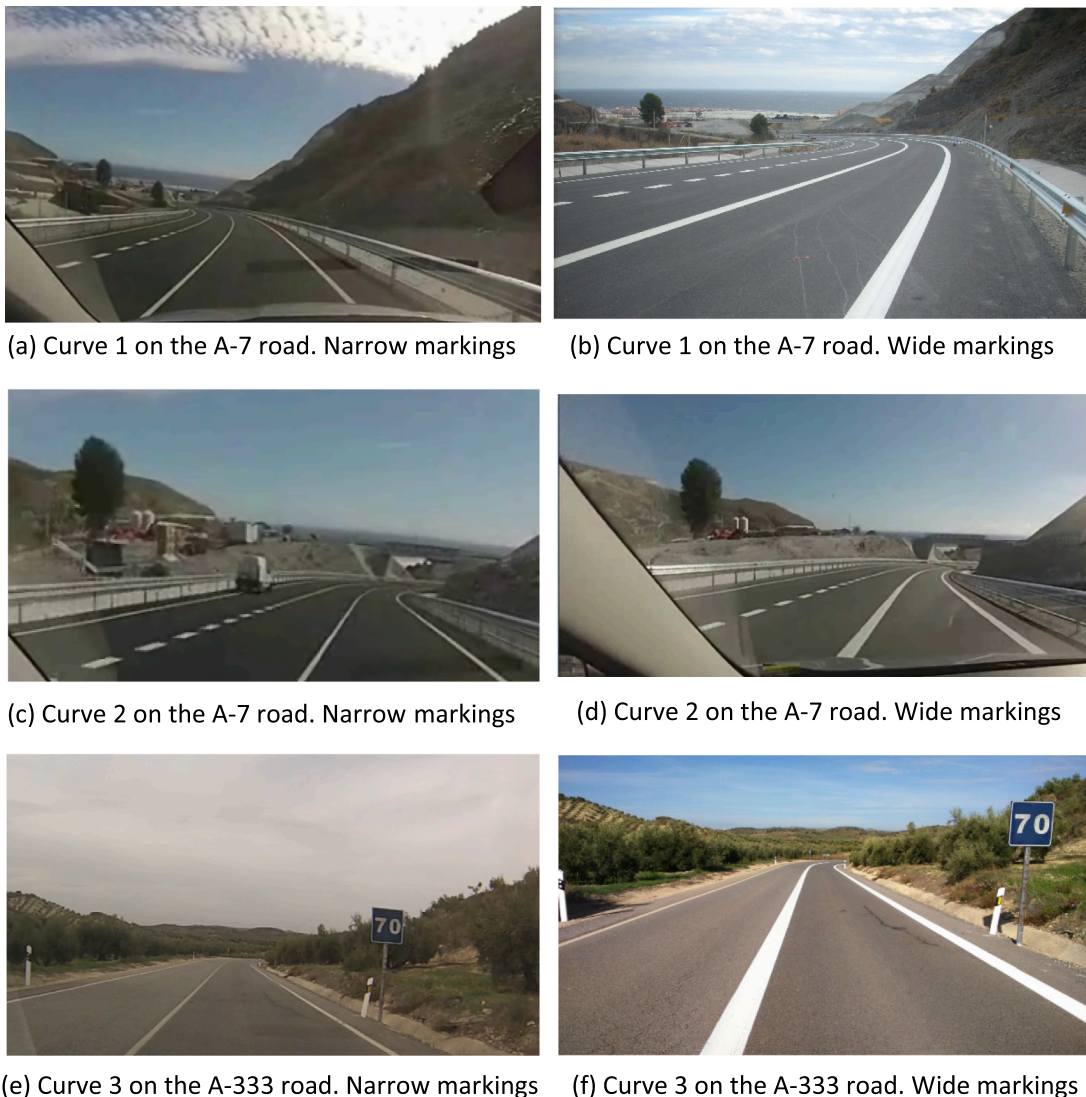 (a) Curve 1 on the A-7 road. Narrow markings
(b) Curve 1 on the A-7 road. Wide markings
(c) Curve 2 on the A-7 road. Narrow markings
(d) Curve 2 on the A-7 road. Wide markings
70
70
(e) Curve 3 on the A-333 road. Narrow markings
(f) Curve 3 on the A-333 road. Wide markings